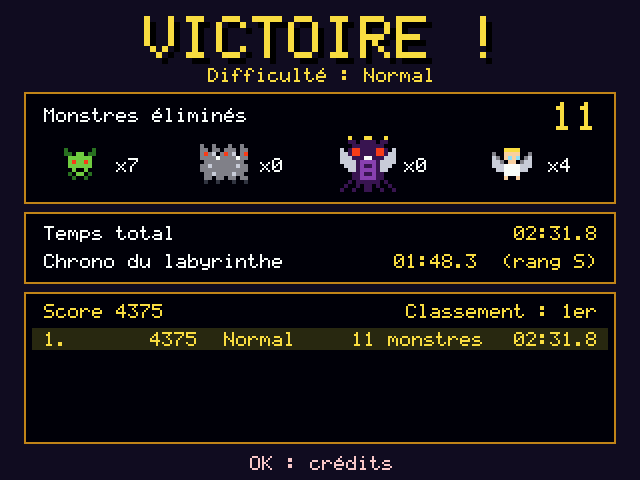 VICTOIRE !
Difficulté : Normal
Monstres éliminés 11
x7 x0 x0 x4
Temps total 02:31.8
Chrono du labyrinthe 01:48.3 (rang S)
Score 4375 Classement : 1er
1. 4375 Normal 11 monstres 02:31.8
OK : crédits